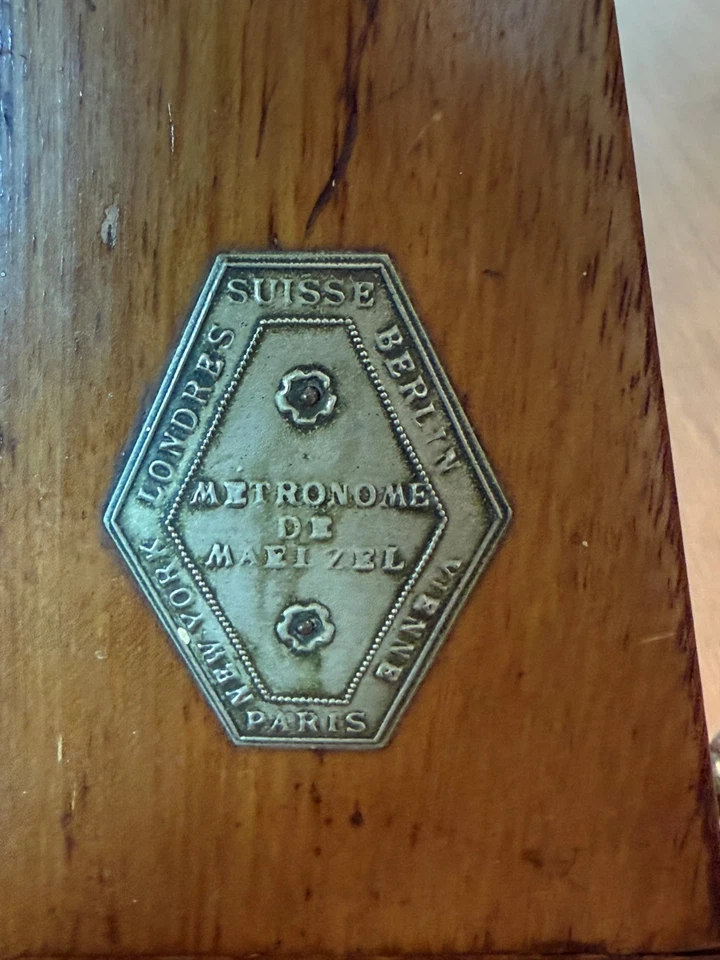 SUISSE
BERLIN
VIENNE
PARIS
NEW YORK
LONDRES
METRONOME
DE
MAELZEL